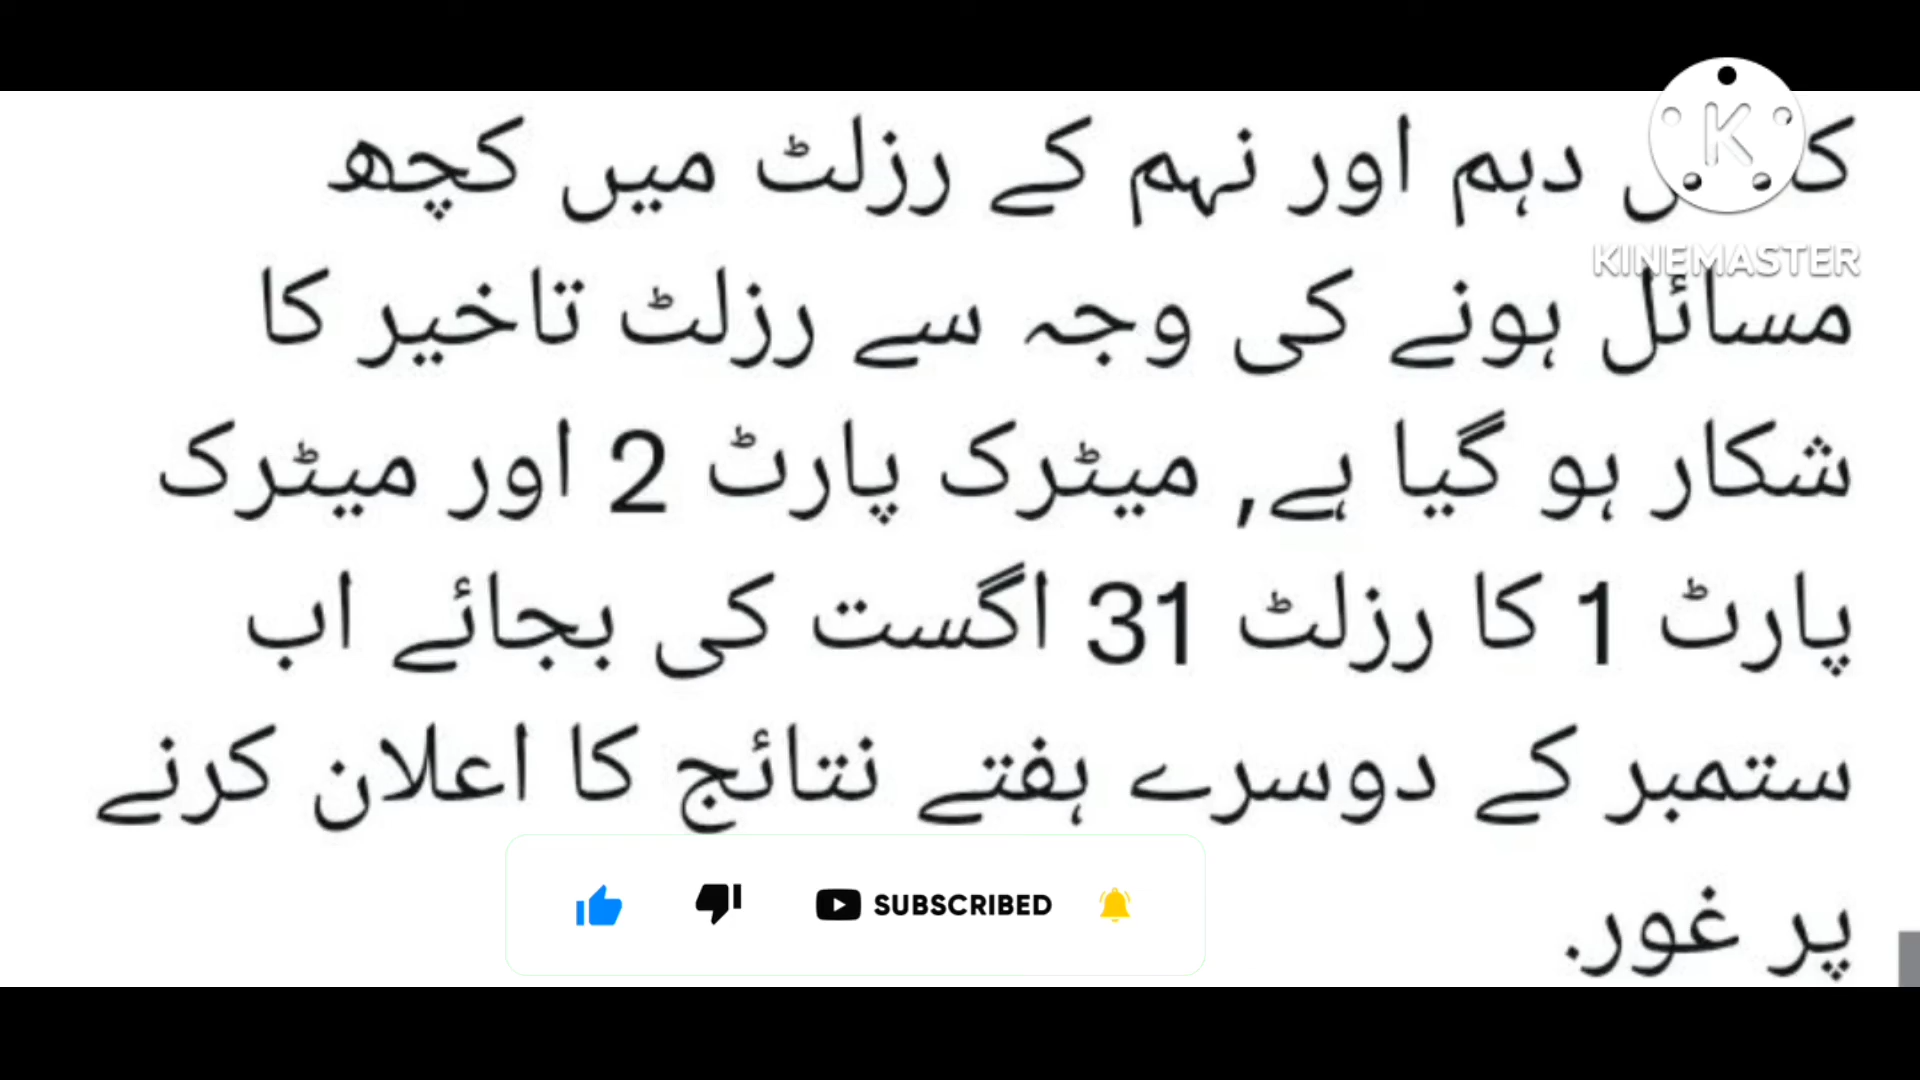 دہم اور نہم کے رزلٹ میں کچھ
مسائل ہونے کی وجہ سے رزلٹ تاخیر کا
شکار ہو گیا ہے, میٹرک پارٹ 2 اور میٹرک
پارٹ 1 کا رزلٹ 31 اگست کی بجائے اب
ستمبر کے دوسرے ہفتے نتائج کا اعلان کرنے
پر غور.
K
KINEMASTER
SUBSCRIBED